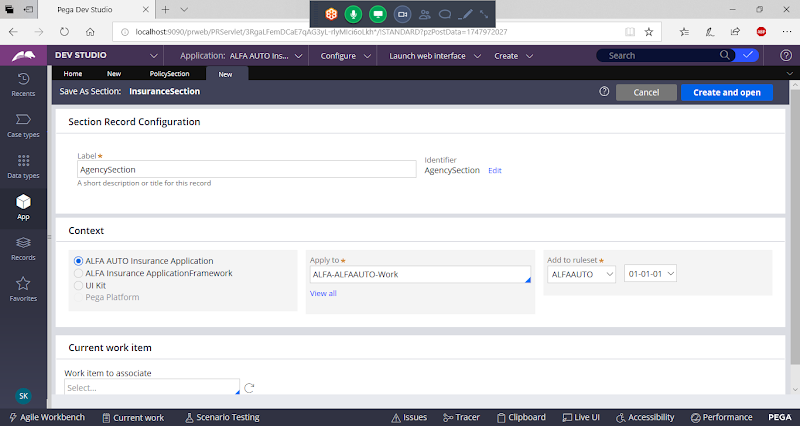 Pega Dev Studio
localhost:9090/prweb/PRServlet/3RgaLFemDCaE7qAG3yL-rlyMIci6oLkh*/!STANDARD?pzPostData=1747972027
DEV STUDIO Application: ALFA AUTO Ins... Configure Launch web interface Create Search
Home New PolicySection New
Save As Section: InsuranceSection Cancel Create and open
Recents
Case types
Data types
App
Records
Favorites
SK
Section Record Configuration
Label
AgencySection
A short description or title for this record
Identifier
AgencySection Edit
Context
ALFA AUTO Insurance Application
ALFA Insurance ApplicationFramework
UI Kit
Pega Platform
Apply to
ALFA-ALFAAUTO-Work
View all
Add to ruleset
ALFAAUTO 01-01-01
Current work item
Work item to associate
Select...
Agile Workbench Current work Scenario Testing Issues Tracer Clipboard Live UI Accessibility Performance PEGA